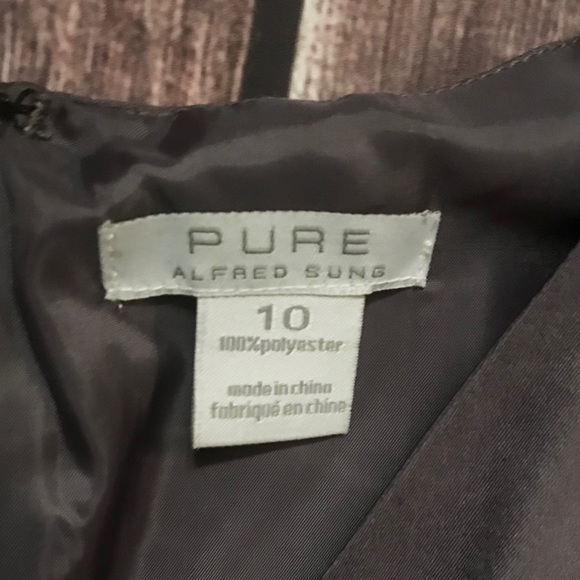 PURE
ALFRED SUNG
10
100%polyester
made in china
fabriqué en chine